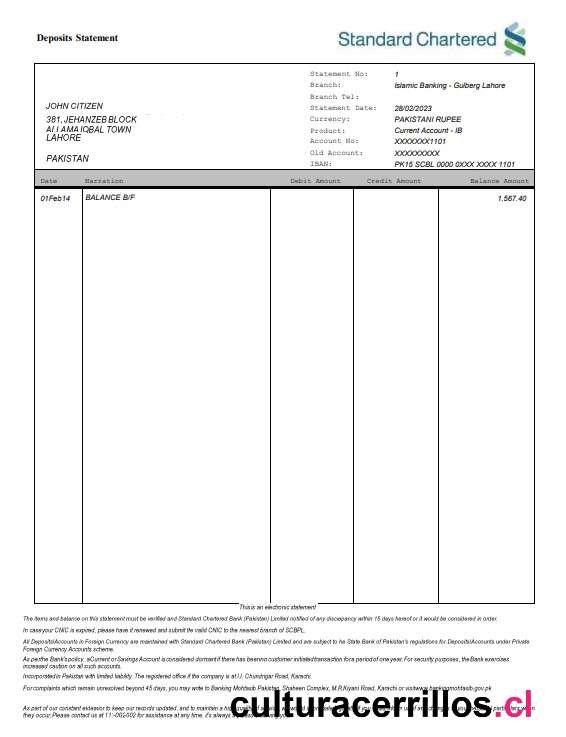 Deposits Statement
Standard Chartered
Statement No: 1
Branch: Islamic Banking - Gulberg Lahore
Branch Tel:
JOHN CITIZEN
Statement Date: 28/02/2023
381, JEHANZEB BLOCK
Currency: PAKISTANI RUPEE
ALLAMA IQBAL TOWN
Product: Current Account - IB
LAHORE
Account No: XXXXXXX1101
Old Account: XXXXXXXXX
PAKISTAN
IBAN: PK15 SCBL 0000 0XXX XXXX 1101
Date Narration Debit Amount Credit Amount Balance Amount
01Feb14 BALANCE B/F 1,567.40
This is an electronic statement
The items and balance on this statement must be verified and Standard Chartered Bank (Pakistan) Limited notified of any discepancy within 15 days hereof or it would be considered in order.
In case your CNIC is expired, please have it renewed and submit the valid CNIC to the nearest branch of SCBPL.
All Deposits/Accounts in Foreign Currency are maintained with Standard Chartered Bank (Pakistan) Limited and are subject to he State Bank of Pakistan's regulations for Deposits/Accounts under Private
Foreign Currency Accounts scheme.
As per the Bank's policy, a Current or Savings Account is considered dormant if there has been no customer initiated transaction for a period of one year. For security purposes, the Bank exercises
increased caution on all such accounts.
Incorporated in Pakistan with limited liability. The registered office if the company is at I.I. Chundrigar Road, Karachi.
For complaints which remain unresolved beyond 45 days, you may write to Banking Mohtasib Pakistan, Shaheen Complex, M.R.Kiyani Road, Karachi or visit www.bankingmohtasib.gov.pk
As part of our constant extevior to keep our records updated, and to maintain a high
they occur. Please contact us at 111-002-002 for assistance at any time, it's always a
culturacerrillos.cl